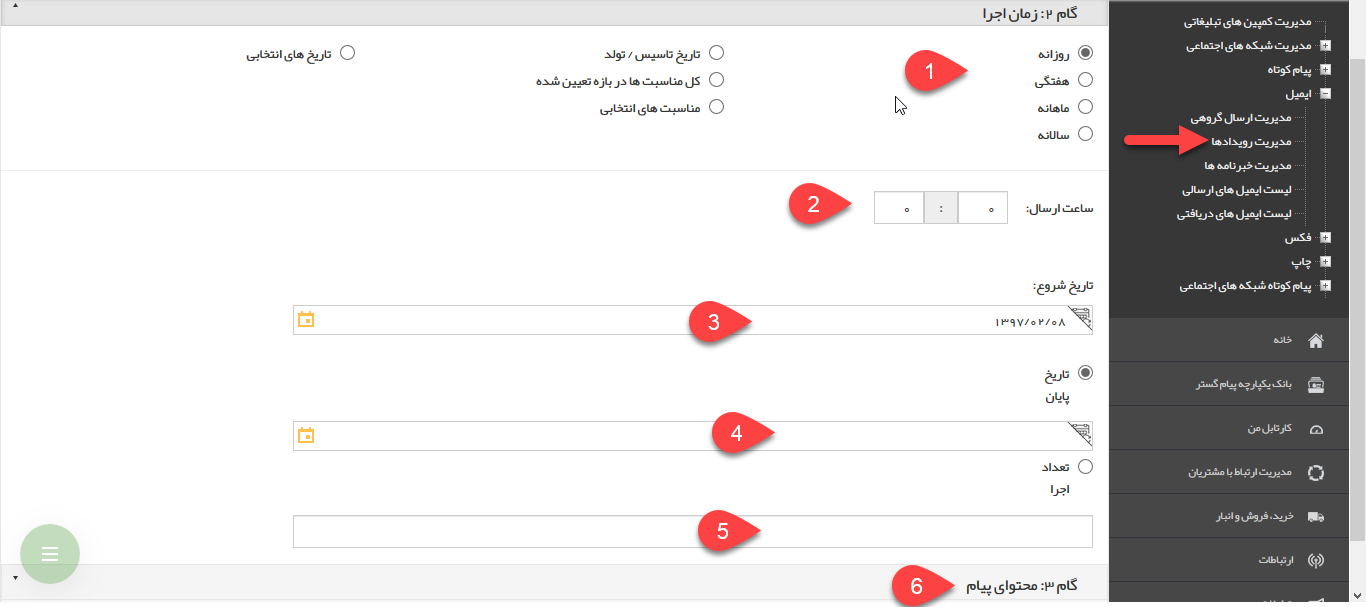 گام ۲: زمان اجرا
روزانه
هفتگی
ماهانه
سالانه
تاریخ تاسیس / تولد
کل مناسبت ها در بازه تعیین شده
مناسبت های انتخابی
تاریخ های انتخابی
1
ساعت ارسال:
۰ : ۰
2
تاریخ شروع:
۱۳۹۷/۰۲/۰۸
3
تاریخ
پایان
4
تعداد
اجرا
5
گام ۳: محتوای پیام
6
مدیریت کمپین های تبلیغاتی
مدیریت شبکه های اجتماعی
پیام کوتاه
ایمیل
مدیریت ارسال گروهی
مدیریت رویدادها
مدیریت خبرنامه ها
لیست ایمیل های ارسالی
لیست ایمیل های دریافتی
فکس
چاپ
پیام کوتاه شبکه های اجتماعی
خانه
بانک یکپارچه پیام گستر
کارتابل من
مدیریت ارتباط با مشتریان
خرید، فروش و انبار
ارتباطات